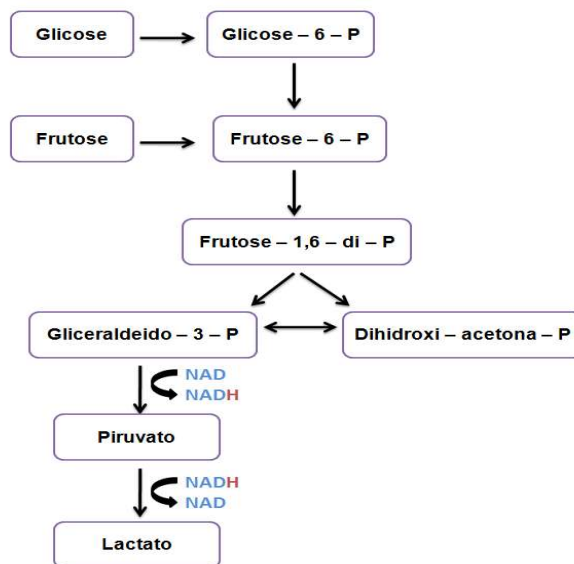 Glicose
Glicose – 6 – P
Frutose
Frutose – 6 – P
Frutose – 1,6 – di – P
Gliceraldeido – 3 – P
Dihidroxi – acetona – P
NAD
NADH
Piruvato
NADH
NAD
Lactato